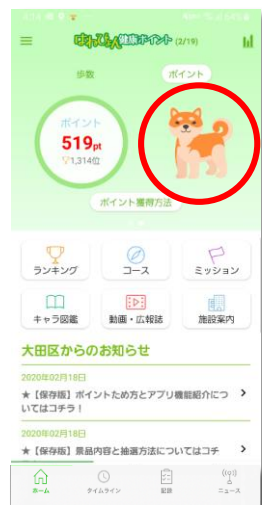 はねぴょん健康ポイント (2/19)
歩数
ポイント
ポイント
519pt
1,314位
ポイント獲得方法
ランキング
コース
ミッション
キャラ図鑑
動画・広報誌
施設案内
大田区からのお知らせ
2020年02月18日
★【保存版】ポイントため方とアプリ機能紹介につ
いてはコチラ！
2020年02月18日
★【保存版】景品内容と抽選方法についてはコチ
ホーム
タイムライン
記録
ニュース